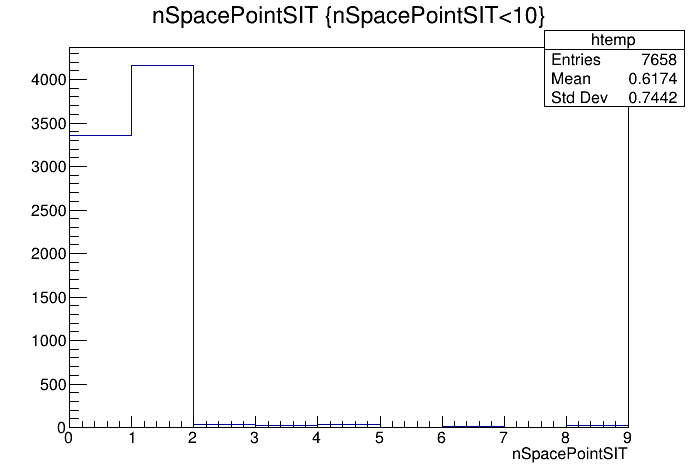 nSpacePointSIT {nSpacePointSIT<10}
htemp
Entries 7658
Mean 0.6174
Std Dev 0.7442
4000
3500
3000
2500
2000
1500
1000
500
0
0 1 2 3 4 5 6 7 8 9
nSpacePointSIT